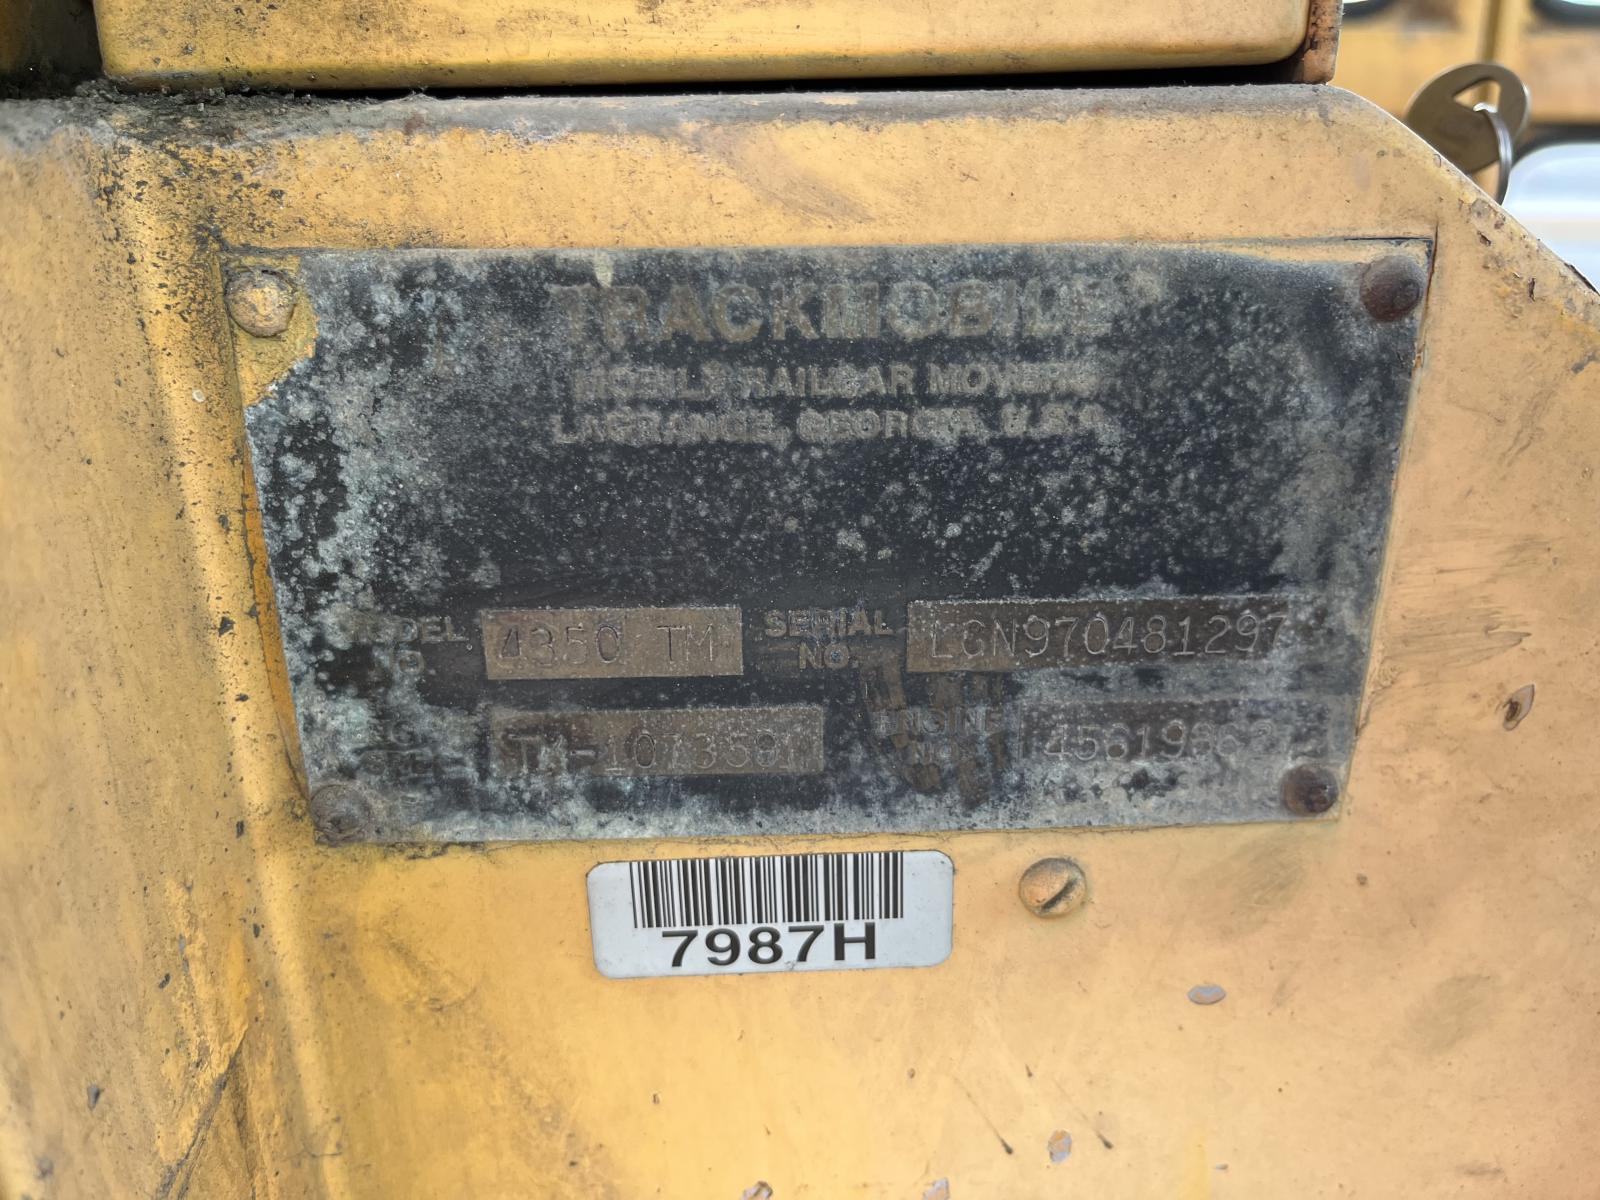 TRACKMOBILE
MOBILE RAILCAR MOVERS
LAGRANGE, GEORGIA, U.S.A.
MODEL NO. 4350 TM SERIAL NO. LGN970481297
ENGINE NO.
7987H